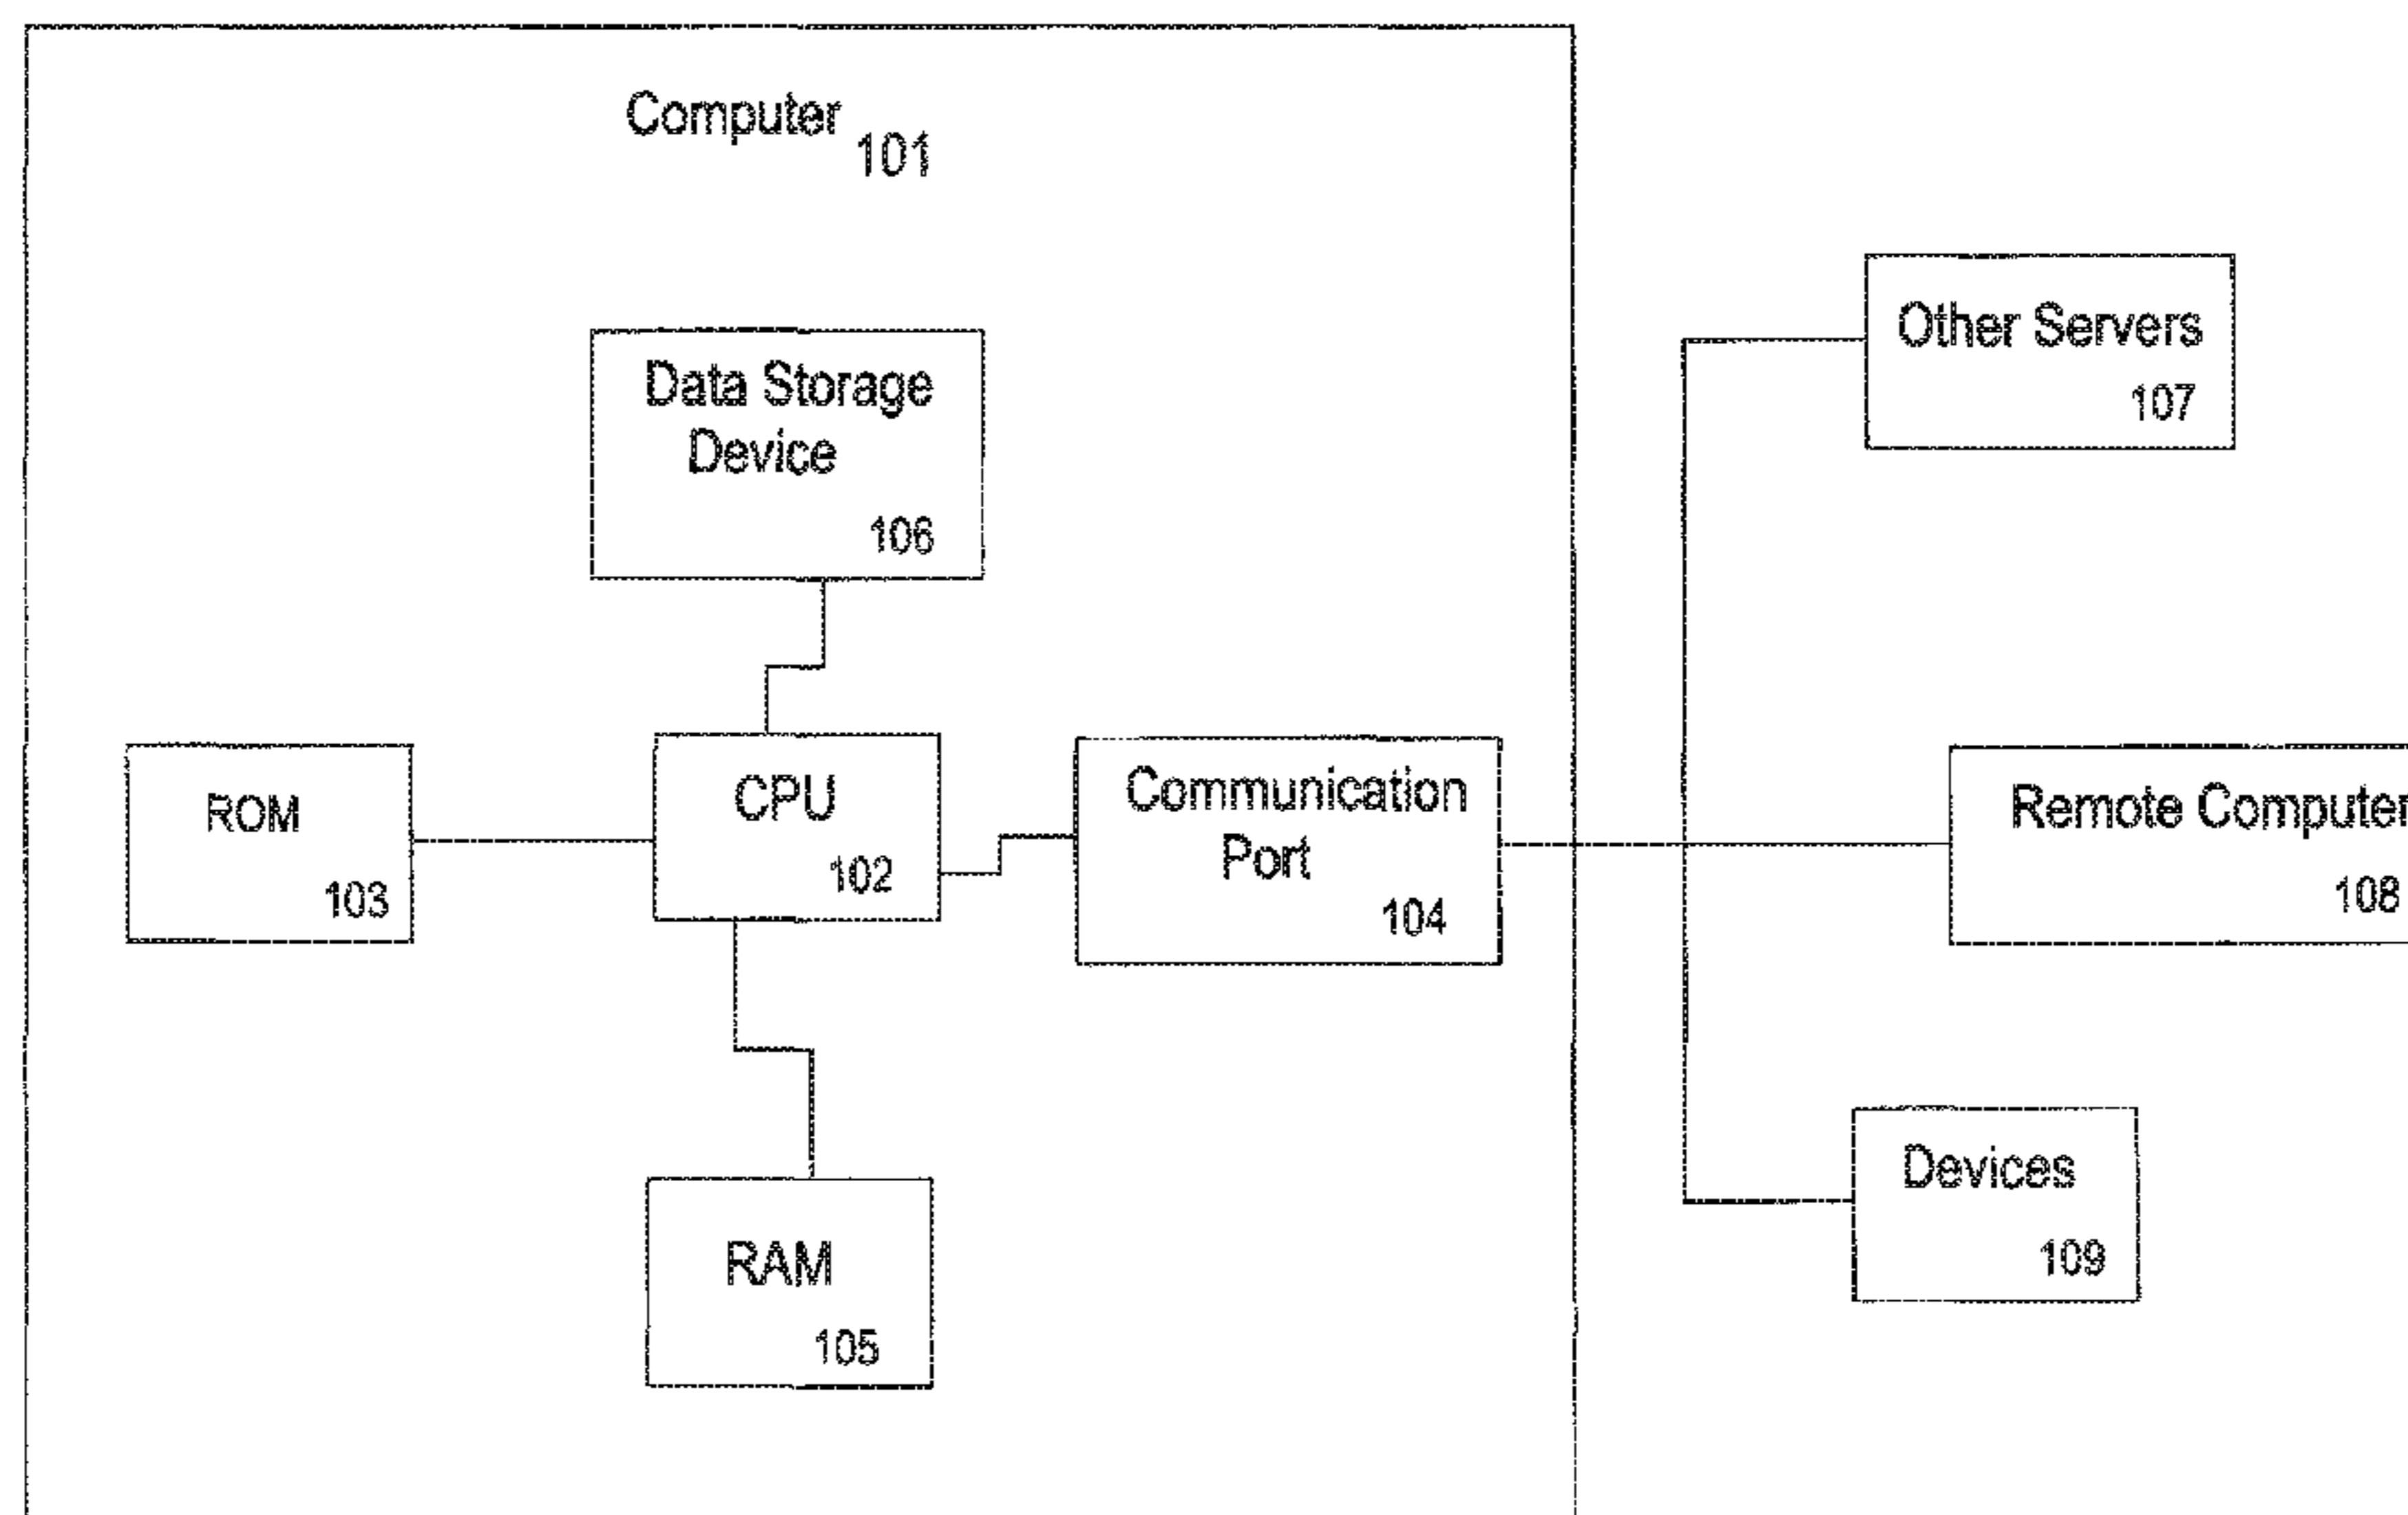 Computer
101
Data Storage
Device
106
ROM
103
CPU
102
Communication
Port
104
RAM
105
Other Servers
107
Remote Computer
108
Devices
109